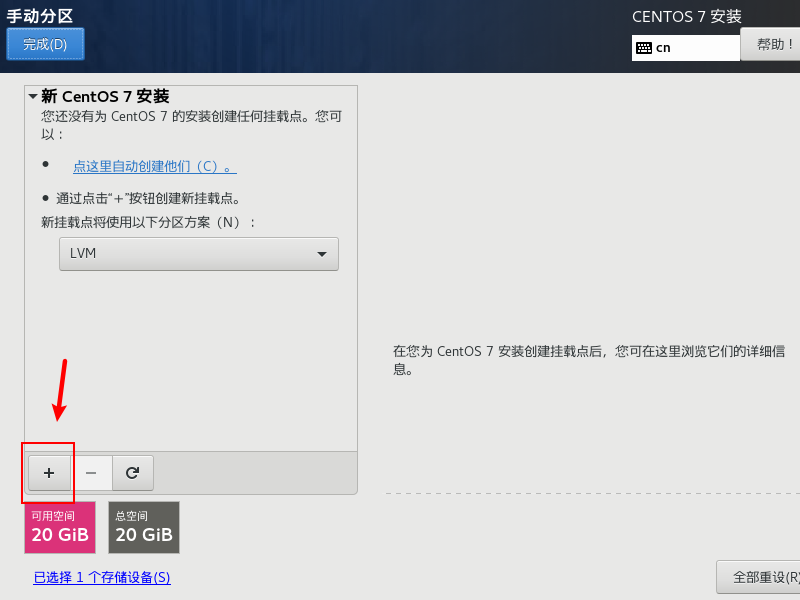 手动分区
CENTOS 7 安装
完成(D)
cn
帮助！
新 CentOS 7 安装
您还没有为 CentOS 7 的安装创建任何挂载点。您可
以：
点这里自动创建他们（C）。
通过点击“+”按钮创建新挂载点。
新挂载点将使用以下分区方案（N）：
LVM
在您为 CentOS 7 安装创建挂载点后，您可在这里浏览它们的详细信
息。
+ −
可用空间
20 GiB
总空间
20 GiB
已选择 1 个存储设备(S)
全部重设(R)